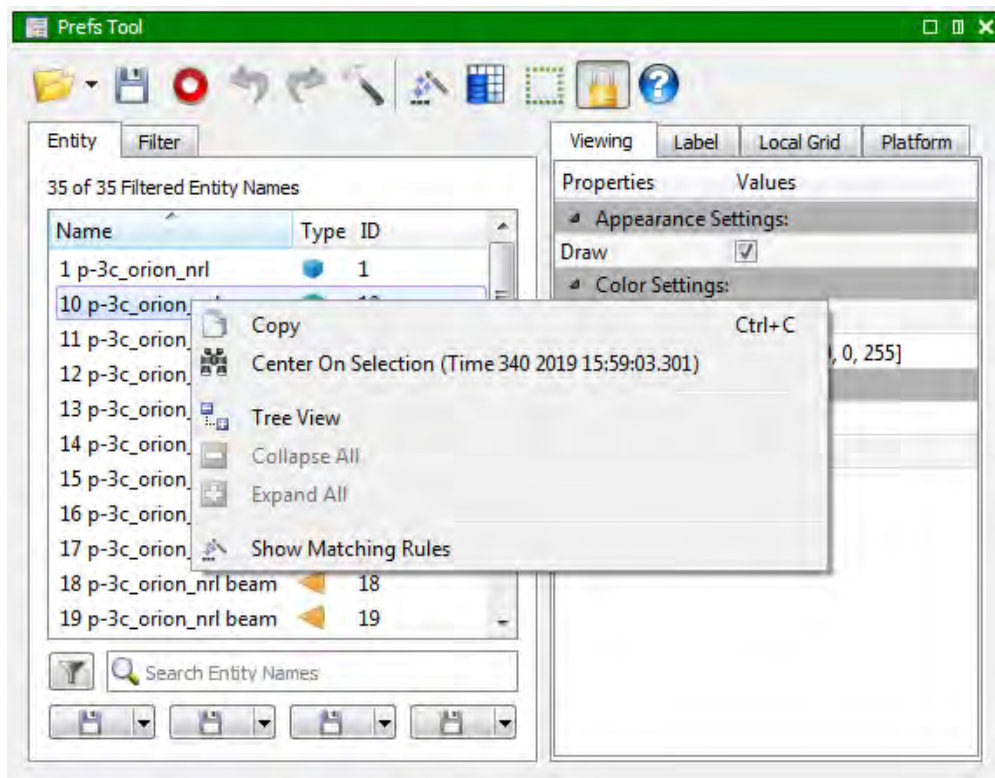 Prefs Tool
Entity Filter
Viewing Label Local Grid Platform
35 of 35 Filtered Entity Names
Properties Values
Name Type ID
Appearance Settings:
Draw
1 p-3c_orion_nrl 1
Color Settings:
10 p-3c_orion_
Copy Ctrl+C
11 p-3c_orion_
, 0, 255]
Center On Selection (Time 340 2019 15:59:03.301)
12 p-3c_orion_
13 p-3c_orion_
Tree View
14 p-3c_orion_
Collapse All
15 p-3c_orion_
Expand All
16 p-3c_orion_
17 p-3c_orion_
Show Matching Rules
18 p-3c_orion_nrl beam 18
19 p-3c_orion_nrl beam 19
Search Entity Names